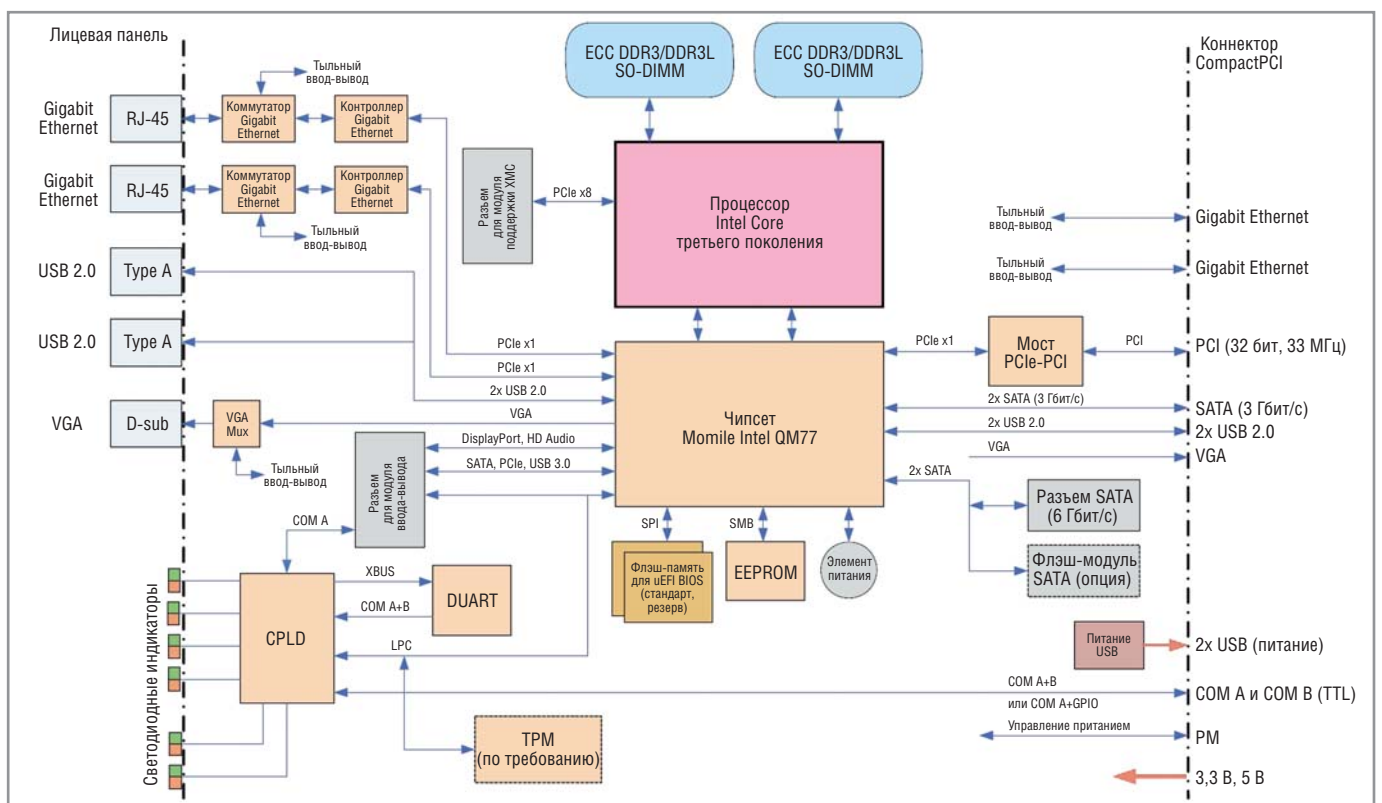 Лицевая панель
Коннектор
CompactPCI
ECC DDR3/DDR3L
SO-DIMM
ECC DDR3/DDR3L
SO-DIMM
Тыльный
ввод-вывод
Gigabit
Ethernet
RJ-45
Коммутатор
Gigabit
Ethernet
Контроллер
Gigabit
Ethernet
Gigabit
Ethernet
RJ-45
Коммутатор
Gigabit
Ethernet
Контроллер
Gigabit
Ethernet
Тыльный
ввод-вывод
Разъем
для модуля
поддержки XMC
PCIe x8
Процессор
Intel Core
третьего поколения
Тыльный
ввод-вывод
Gigabit Ethernet
Тыльный
ввод-вывод
Gigabit Ethernet
USB 2.0
Type A
USB 2.0
Type A
PCIe x1
PCIe x1
2x USB 2.0
VGA
VGA
D-sub
VGA
Mux
Тыльный
ввод-вывод
Чипсет
Momile Intel QM77
PCIe x1
Мост
PCIe-PCI
PCI
PCI (32 бит, 33 МГц)
2x SATA (3 Гбит/с)
SATA (3 Гбит/с)
2x USB 2.0
2x USB 2.0
VGA
VGA
2x SATA
Разъем SATA
(6 Гбит/с)
Флэш-модуль
SATA (опция)
Разъем
для модуля
ввода-вывода
DisplayPort, HD Audio
SATA, PCIe, USB 3.0
COM A
SPI
SMB
Флэш-память
для uEFI BIOS
(стандарт,
резерв)
EEPROM
Элемент
питания
Светодиодные индикаторы
CPLD
XBUS
COM A+B
DUART
LPC
TPM
(по требованию)
Питание
USB
2x USB (питание)
COM A+B
или COM A+GPIO
COM A и COM B (TTL)
Управление пританием
PM
3,3 В, 5 В